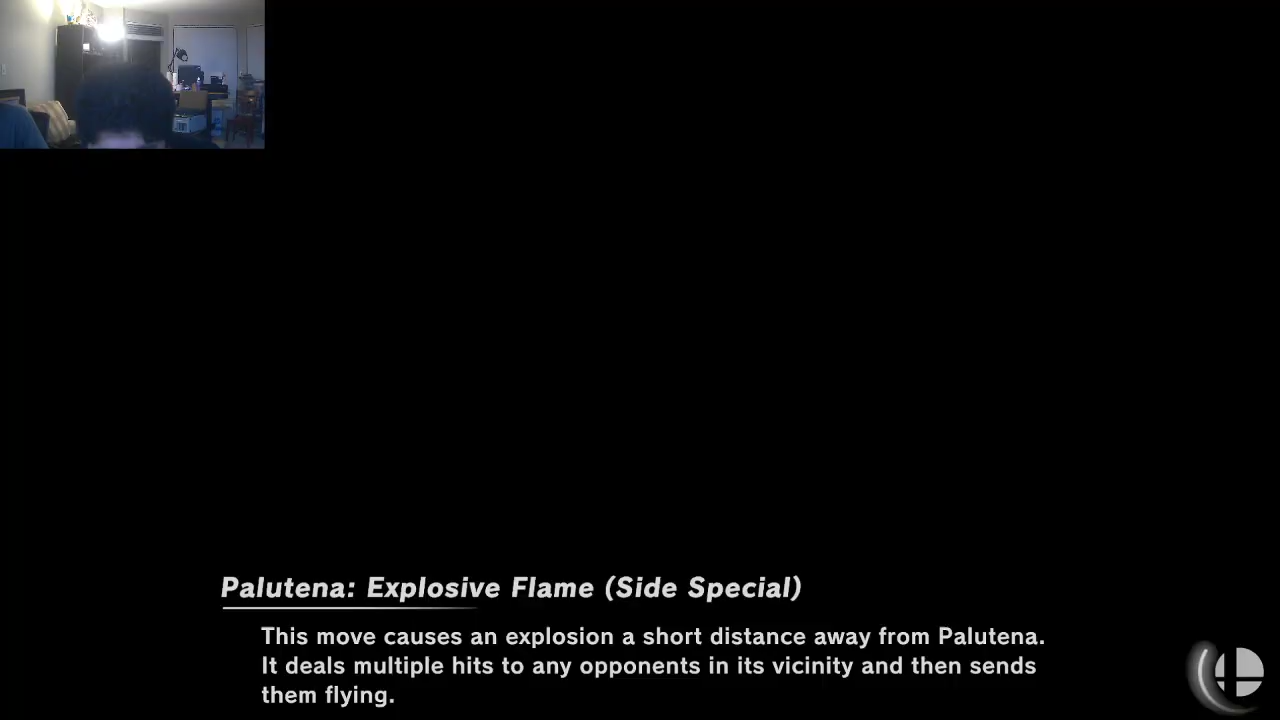 Palutena: Explosive Flame (Side Special)
This move causes an explosion a short distance away from Palutena.
It deals multiple hits to any opponents in its vicinity and then sends
them flying.